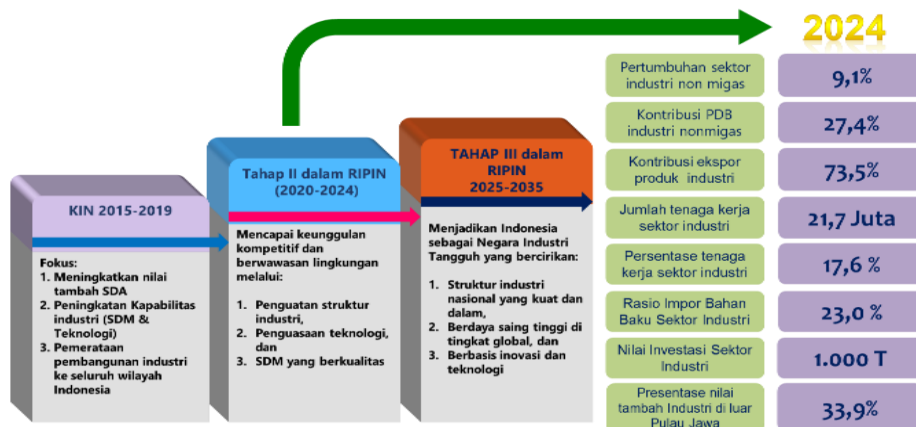 KIN 2015-2019
Fokus:
1. Meningkatkan nilai
tambah SDA
2. Peningkatan Kapabilitas
industri (SDM &
Teknologi)
3. Pemerataan
pembangunan industri
ke seluruh wilayah
Indonesia
Tahap II dalam RIPIN
(2020-2024)
Mencapai keunggulan
kompetitif dan
berwawasan lingkungan
melalui:
1. Penguatan struktur
industri,
2. Penguasaan teknologi,
dan
3. SDM yang berkualitas
TAHAP III dalam
RIPIN
2025-2035
Menjadikan Indonesia
sebagai Negara Industri
Tangguh yang bercirikan:
1. Struktur industri
nasional yang kuat dan
dalam,
2. Berdaya saing tinggi di
tingkat global, dan
3. Berbasis inovasi dan
teknologi
2024
Pertumbuhan sektor
industri non migas
9,1%
Kontribusi PDB
industri nonmigas
27,4%
Kontribusi ekspor
produk industri
73,5%
Jumlah tenaga kerja
sektor industri
21,7 Juta
Persentase tenaga
kerja sektor industri
17,6 %
Rasio Impor Bahan
Baku Sektor Industri
23,0 %
Nilai Investasi Sektor
Industri
1.000 T
Presentase nilai
tambah Industri di luar
Pulau Jawa
33,9%